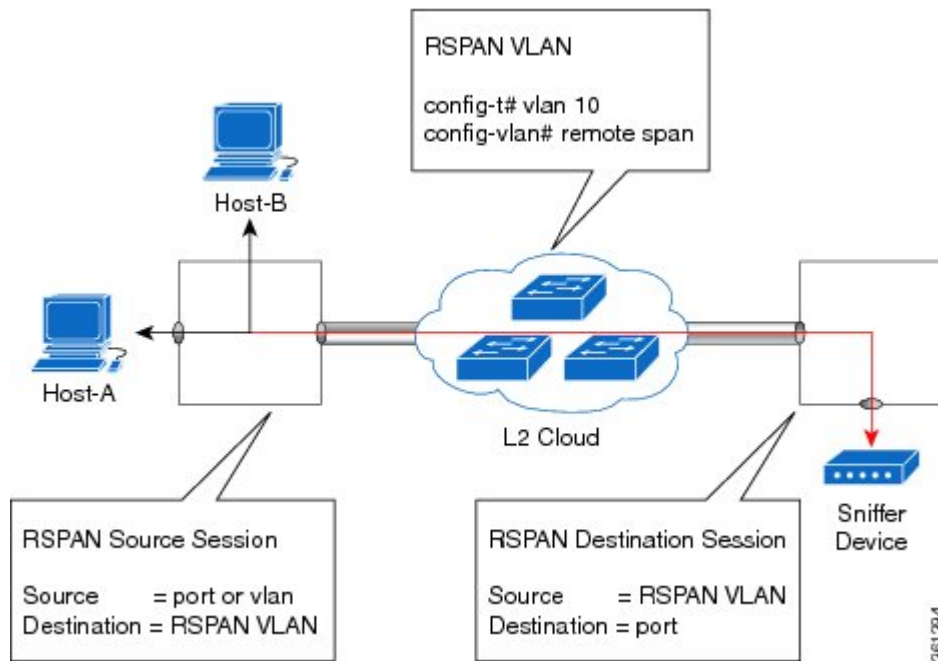 RSPAN VLAN
config-t# vlan 10
config-vlan# remote span
Host-B
Host-A
L2 Cloud
Sniffer
Device
RSPAN Source Session
Source = port or vlan
Destination = RSPAN VLAN
RSPAN Destination Session
Source = RSPAN VLAN
Destination = port